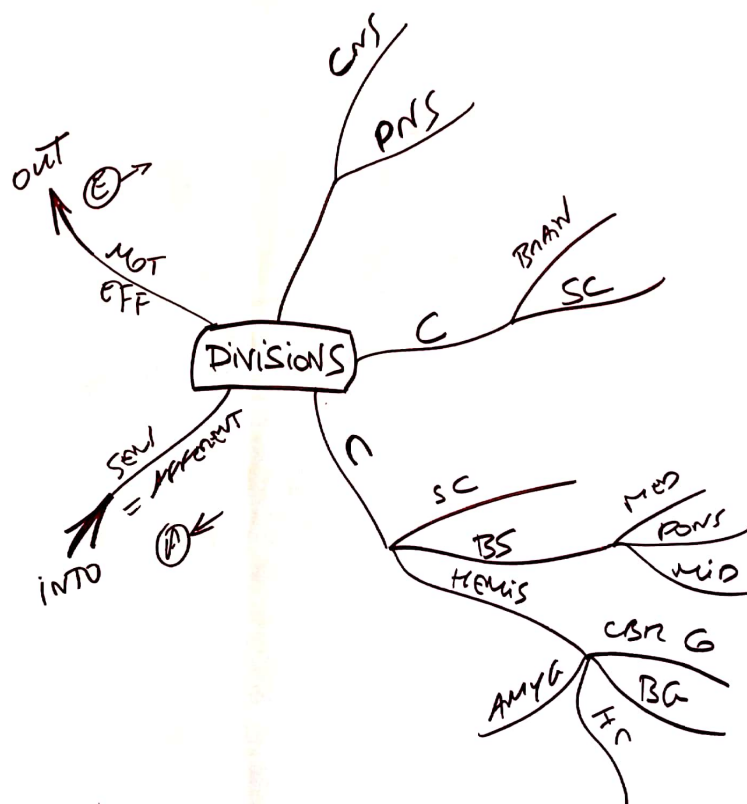 CNS
PNS
OUT
E
MOT
EFF
BRAIN
SC
C
DIVISIONS
SENS
= AFFERENT
A
INTO
C
SC
BS
MED
PONS
MID
HEMIS
CBR G
BG
AMYG
HC